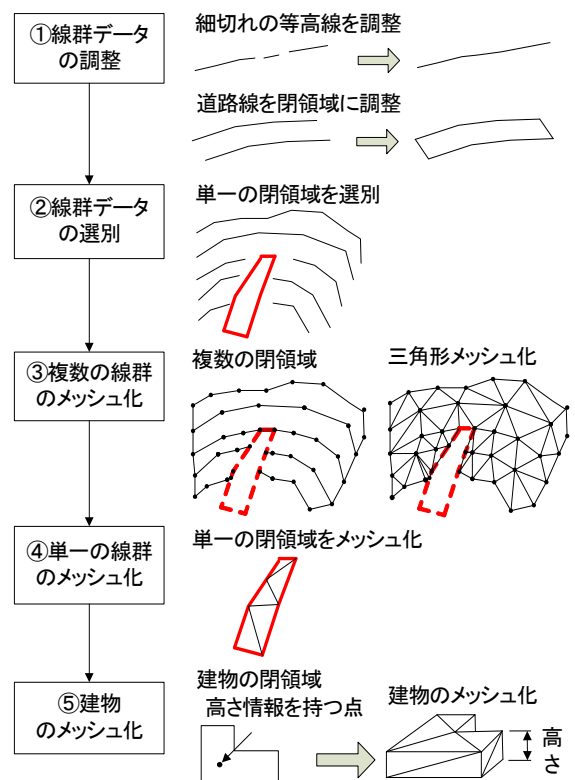 ①線群データ
の調整
細切れの等高線を調整
道路線を閉領域に調整
②線群データ
の選別
単一の閉領域を選別
③複数の線群
のメッシュ化
複数の閉領域
三角形メッシュ化
④単一の線群
のメッシュ化
単一の閉領域をメッシュ化
⑤建物
のメッシュ化
建物の閉領域
高さ情報を持つ点
建物のメッシュ化
高
さ